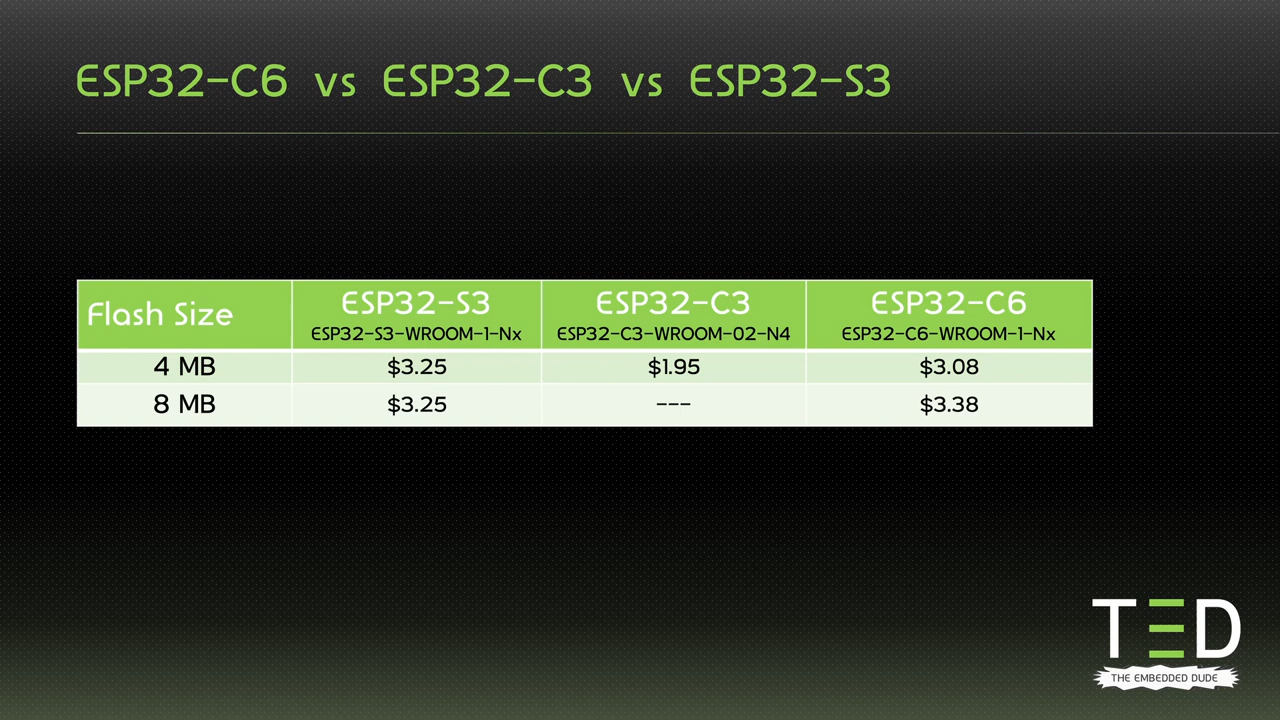 ESP32-C6 vs ESP32-C3 vs ESP32-S3
Flash Size
ESP32-S3
ESP32-S3-WROOM-1-Nx
ESP32-C3
ESP32-C3-WROOM-02-N4
ESP32-C6
ESP32-C6-WROOM-1-Nx
4 MB $3.25 $1.95 $3.08
8 MB $3.25 --- $3.38
TED
THE EMBEDDED DUDE